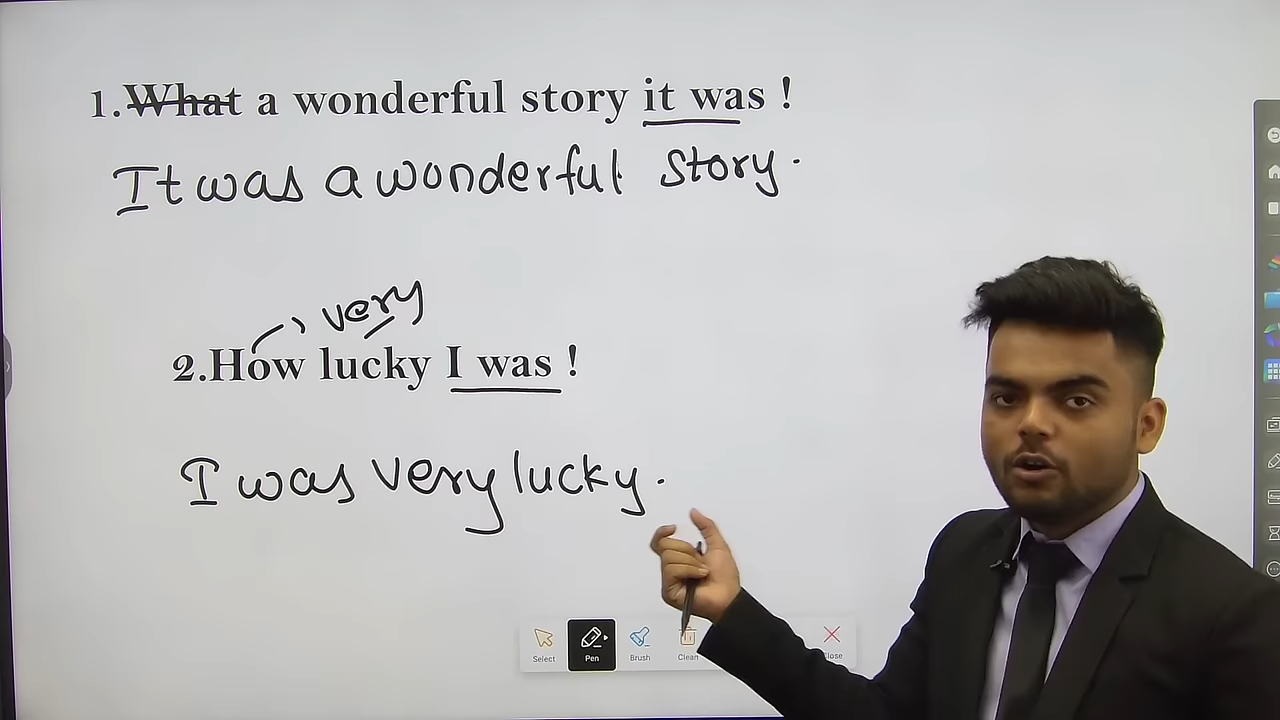 1.What a wonderful story it was !
It was a wonderful story.
very
2.How lucky I was !
I was very lucky.
Select Pen Brush Clean lose